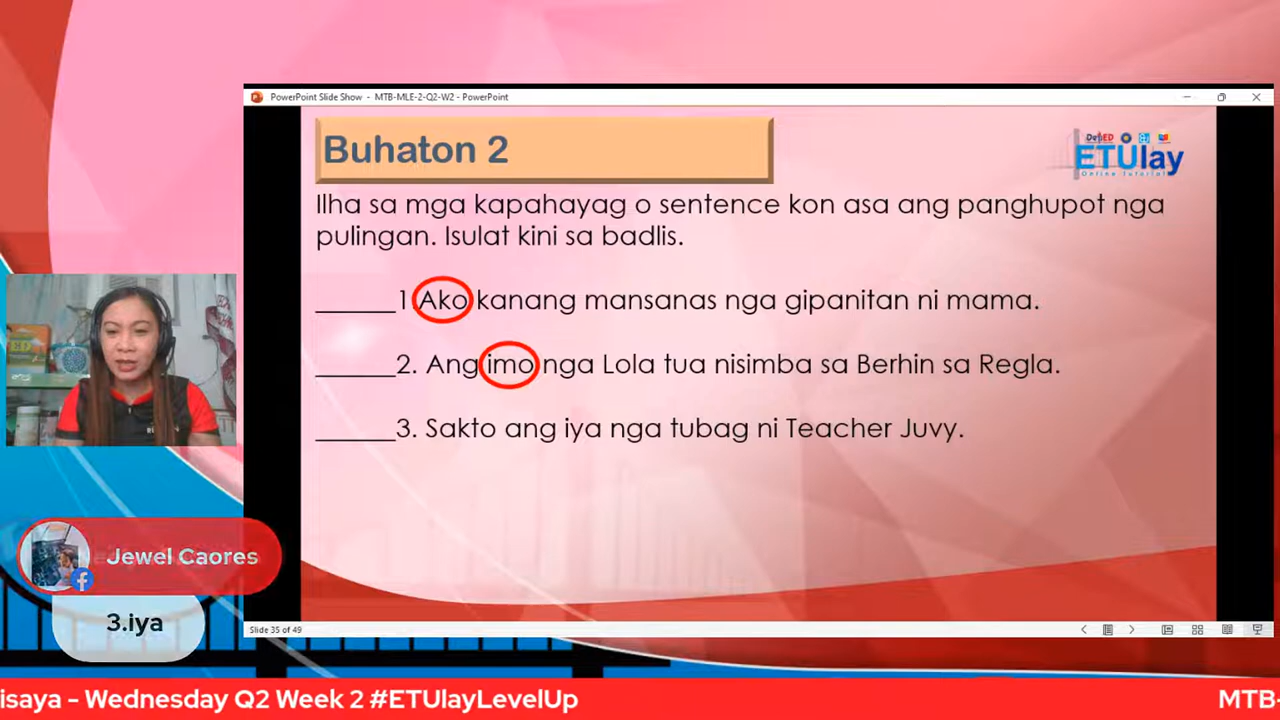 PowerPoint Slide Show - MTB-MLE-2-Q2-W2 - PowerPoint
Buhaton 2
DepED
ETUlay
Online Tutorial
Ilha sa mga kapahayag o sentence kon asa ang panghupot nga
pulingan. Isulat kini sa badlis.
______1 Ako kanang mansanas nga gipanitan ni mama.
______2. Ang imo nga Lola tua nisimba sa Berhin sa Regla.
______3. Sakto ang iya nga tubag ni Teacher Juvy.
Jewel Caores
3.iya
Slide 35 of 49
isaya - Wednesday Q2 Week 2 #ETUlayLevelUp
MTB-